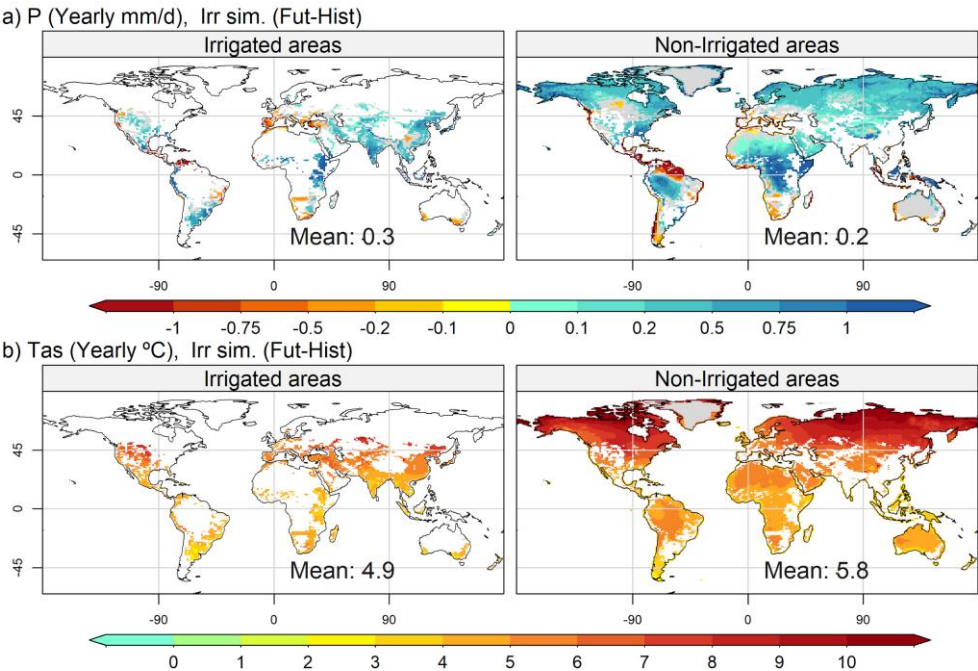 a) P (Yearly mm/d), Irr sim. (Fut-Hist)
Irrigated areas
Non-Irrigated areas
45
0
-45
Mean: 0.3
Mean: 0.2
-90 0 90 -90 0 90
-1 -0.75 -0.5 -0.2 -0.1 0 0.1 0.2 0.5 0.75 1
b) Tas (Yearly ºC), Irr sim. (Fut-Hist)
Irrigated areas
Non-Irrigated areas
45
0
-45
Mean: 4.9
Mean: 5.8
-90 0 90 -90 0 90
0 1 2 3 4 5 6 7 8 9 10